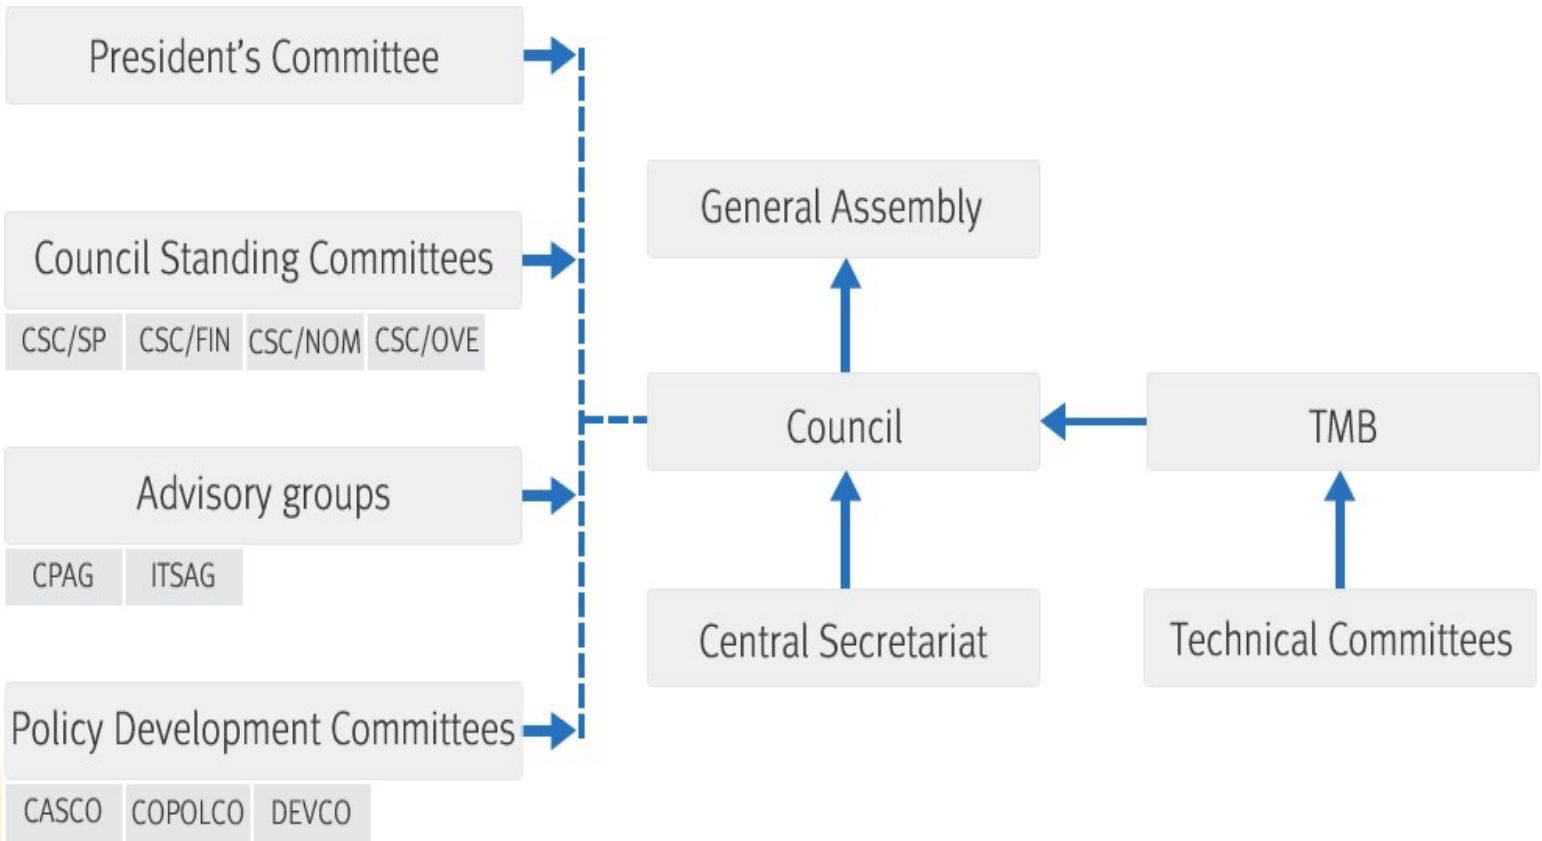 President’s Committee
General Assembly
Council Standing Committees
CSC/SP CSC/FIN CSC/NOM CSC/OVE
Council
TMB
Advisory groups
CPAG ITSAG
Central Secretariat
Technical Committees
Policy Development Committees
CASCO COPOLCO DEVCO